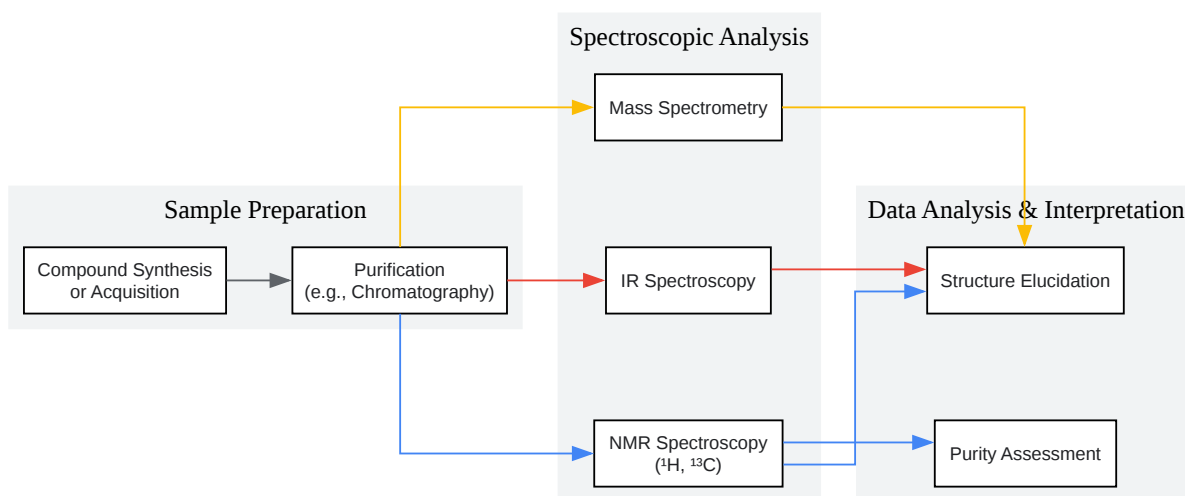 Spectroscopic Analysis
Mass Spectrometry
Sample Preparation
Data Analysis & Interpretation
Compound Synthesis
or Acquisition
Purification
(e.g., Chromatography)
IR Spectroscopy
Structure Elucidation
NMR Spectroscopy
(¹H, ¹³C)
Purity Assessment